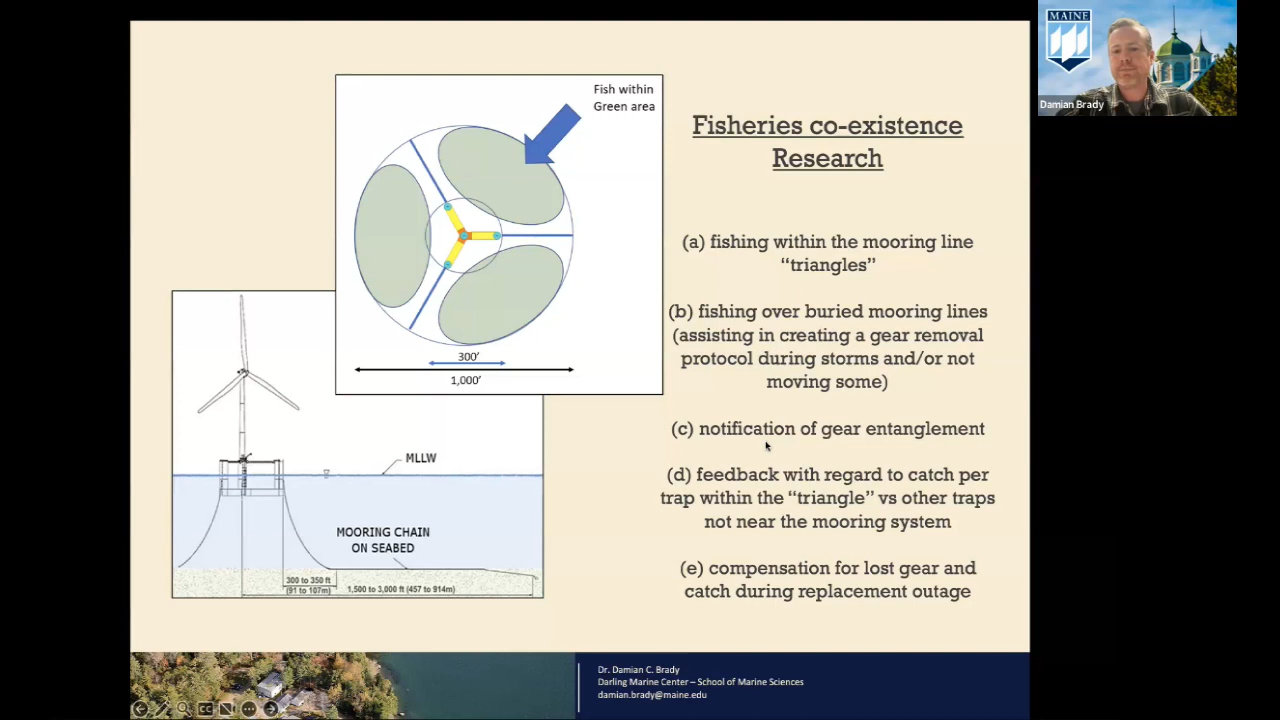 Fish within
Green area
300’
1,000’
MLLW
MOORING CHAIN
ON SEABED
300 to 350 ft
(91 to 107m)
1,500 to 3,000 ft (457 to 914m)
Fisheries co-existence
Research
(a) fishing within the mooring line
“triangles”
(b) fishing over buried mooring lines
(assisting in creating a gear removal
protocol during storms and/or not
moving some)
(c) notification of gear entanglement
(d) feedback with regard to catch per
trap within the “triangle” vs other traps
not near the mooring system
(e) compensation for lost gear and
catch during replacement outage
Dr. Damian C. Brady
Darling Marine Center – School of Marine Sciences
damian.brady@maine.edu
CC
MAINE
Damian Brady